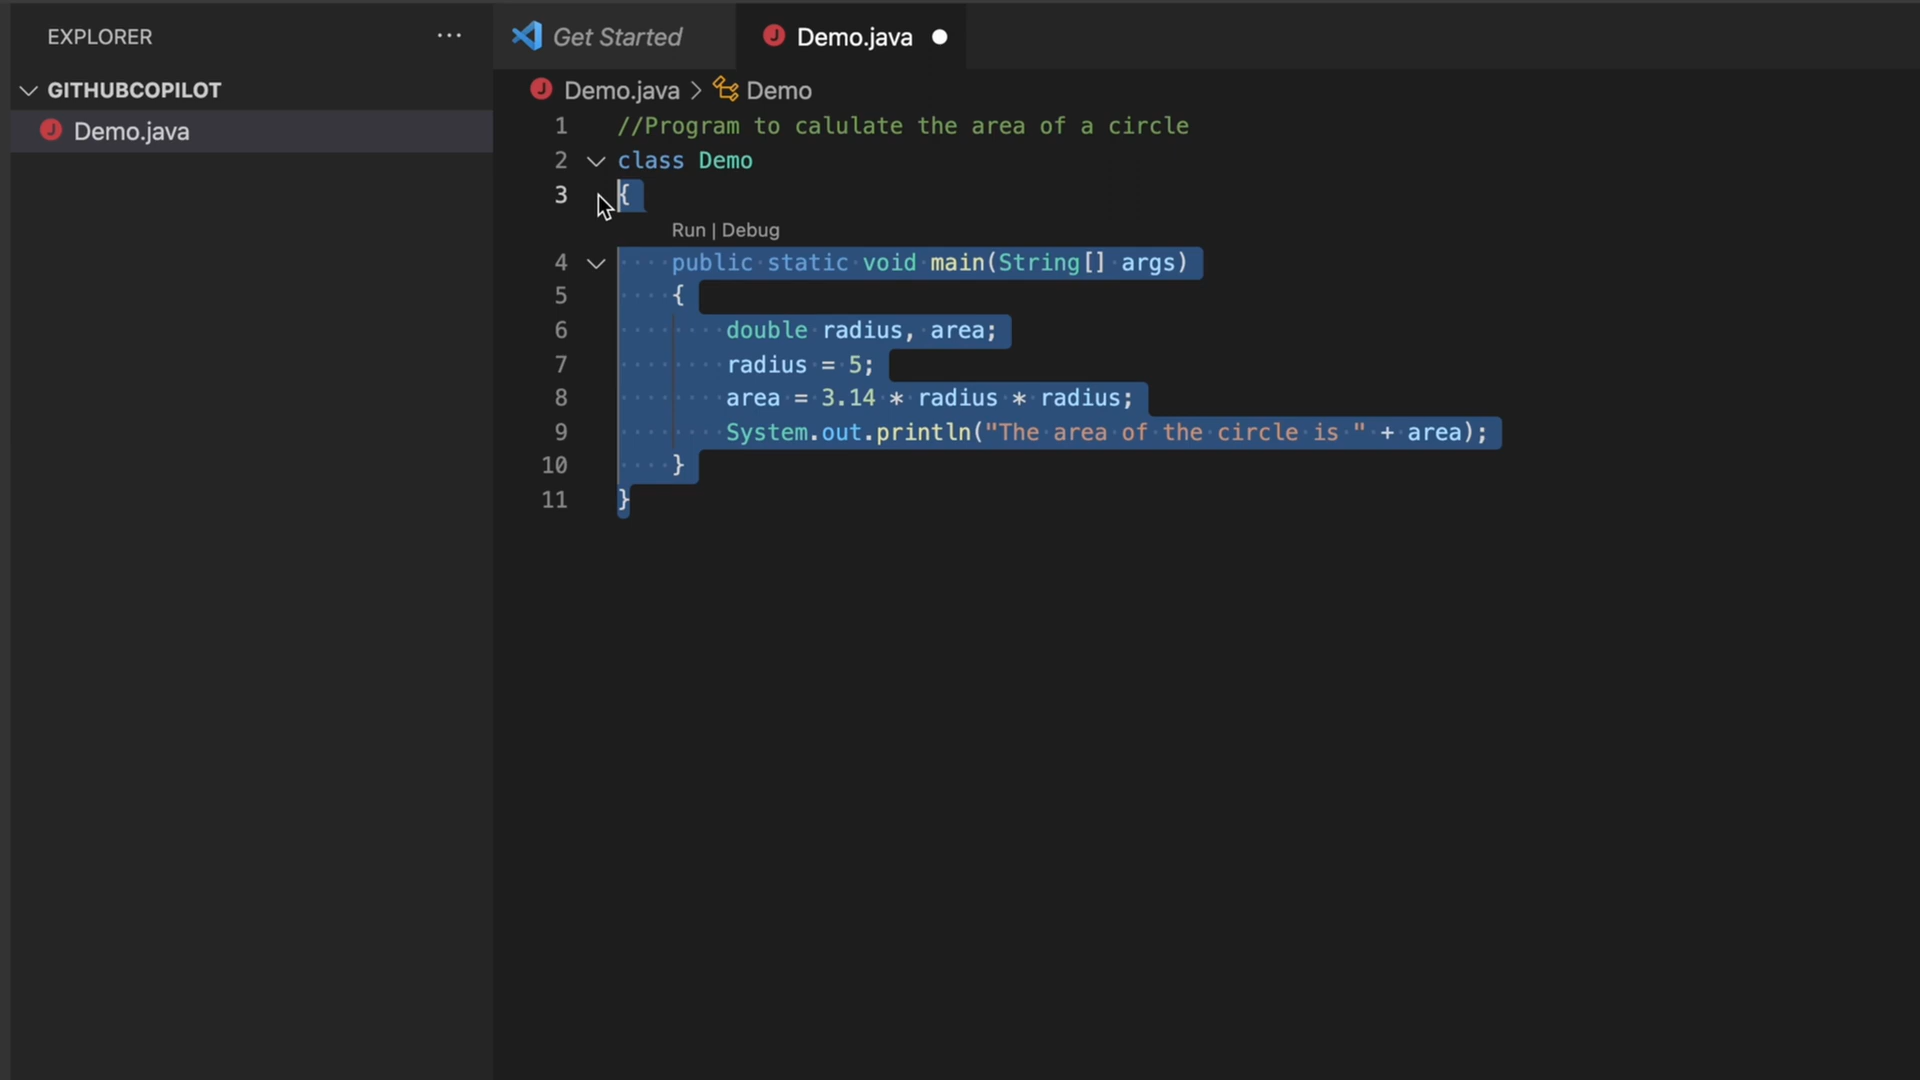 EXPLORER ...
GITHUBCOPILOT
Demo.java
Get Started
Demo.java
Demo.java > Demo
1 //Program to calulate the area of a circle
2 class Demo
3 {
Run | Debug
4 public static void main(String[] args)
5 {
6 double radius, area;
7 radius = 5;
8 area = 3.14 * radius * radius;
9 System.out.println("The area of the circle is " + area);
10 }
11 }